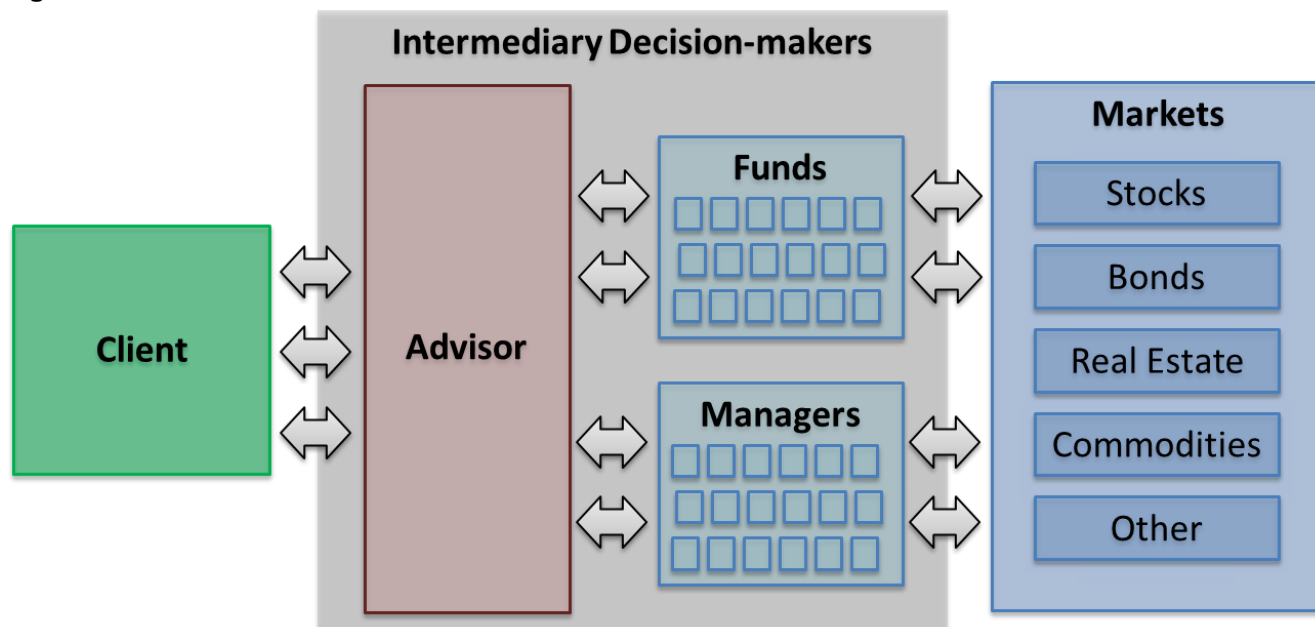 Intermediary Decision-makers
Client
Advisor
Funds
Managers
Markets
Stocks
Bonds
Real Estate
Commodities
Other